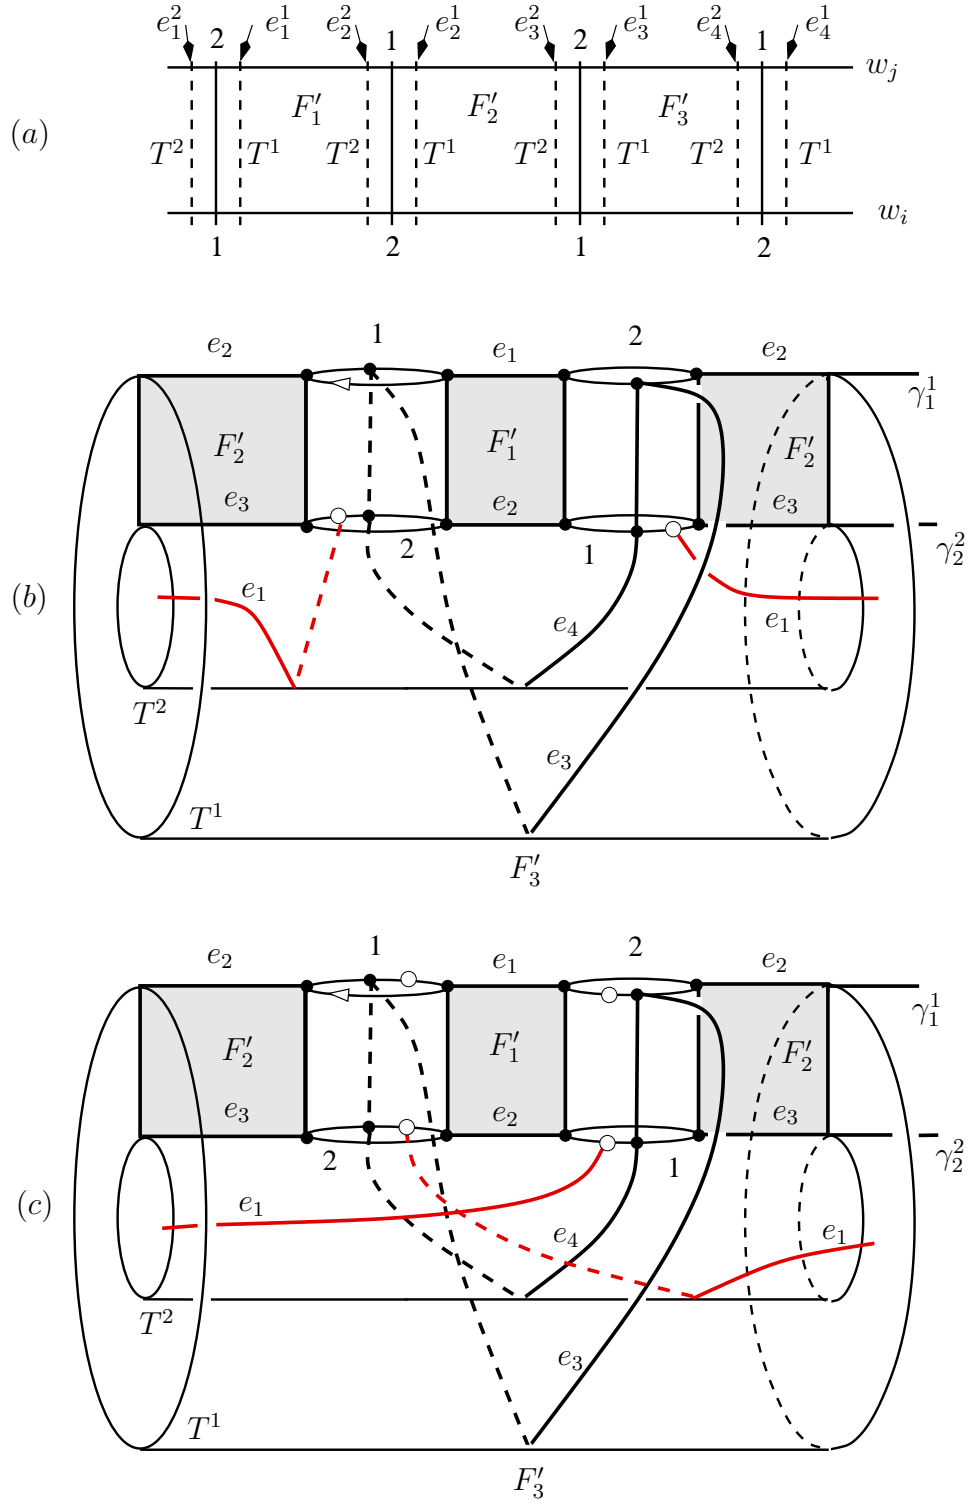 e_1^2 e_1^1 e_2^2 e_2^1 e_3^2 e_3^1 e_4^2 e_4^1
2 1 2 1
w_j
(a) F'_1 F'_2 F'_3
T^2 T^1 T^2 T^1 T^2 T^1 T^2 T^1
w_i
1 2 1 2
e_2 1 e_1 2 e_2
γ_1^1
F'_2 F'_1 F'_2
e_3 e_2 e_3
2 1 γ_2^2
(b) e_1 e_4 e_1
T^2
e_3
T^1
F'_3
e_2 1 e_1 2 e_2
γ_1^1
F'_2 F'_1 F'_2
e_3 e_2 e_3
2 1 γ_2^2
(c) e_1 e_4 e_1
T^2
e_3
T^1
F'_3